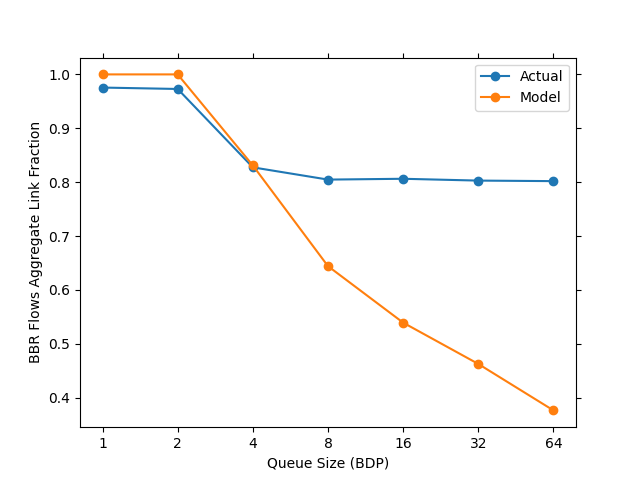 Actual
Model
1.0
0.9
0.8
0.7
0.6
0.5
0.4
BBR Flows Aggregate Link Fraction
1 2 4 8 16 32 64
Queue Size (BDP)